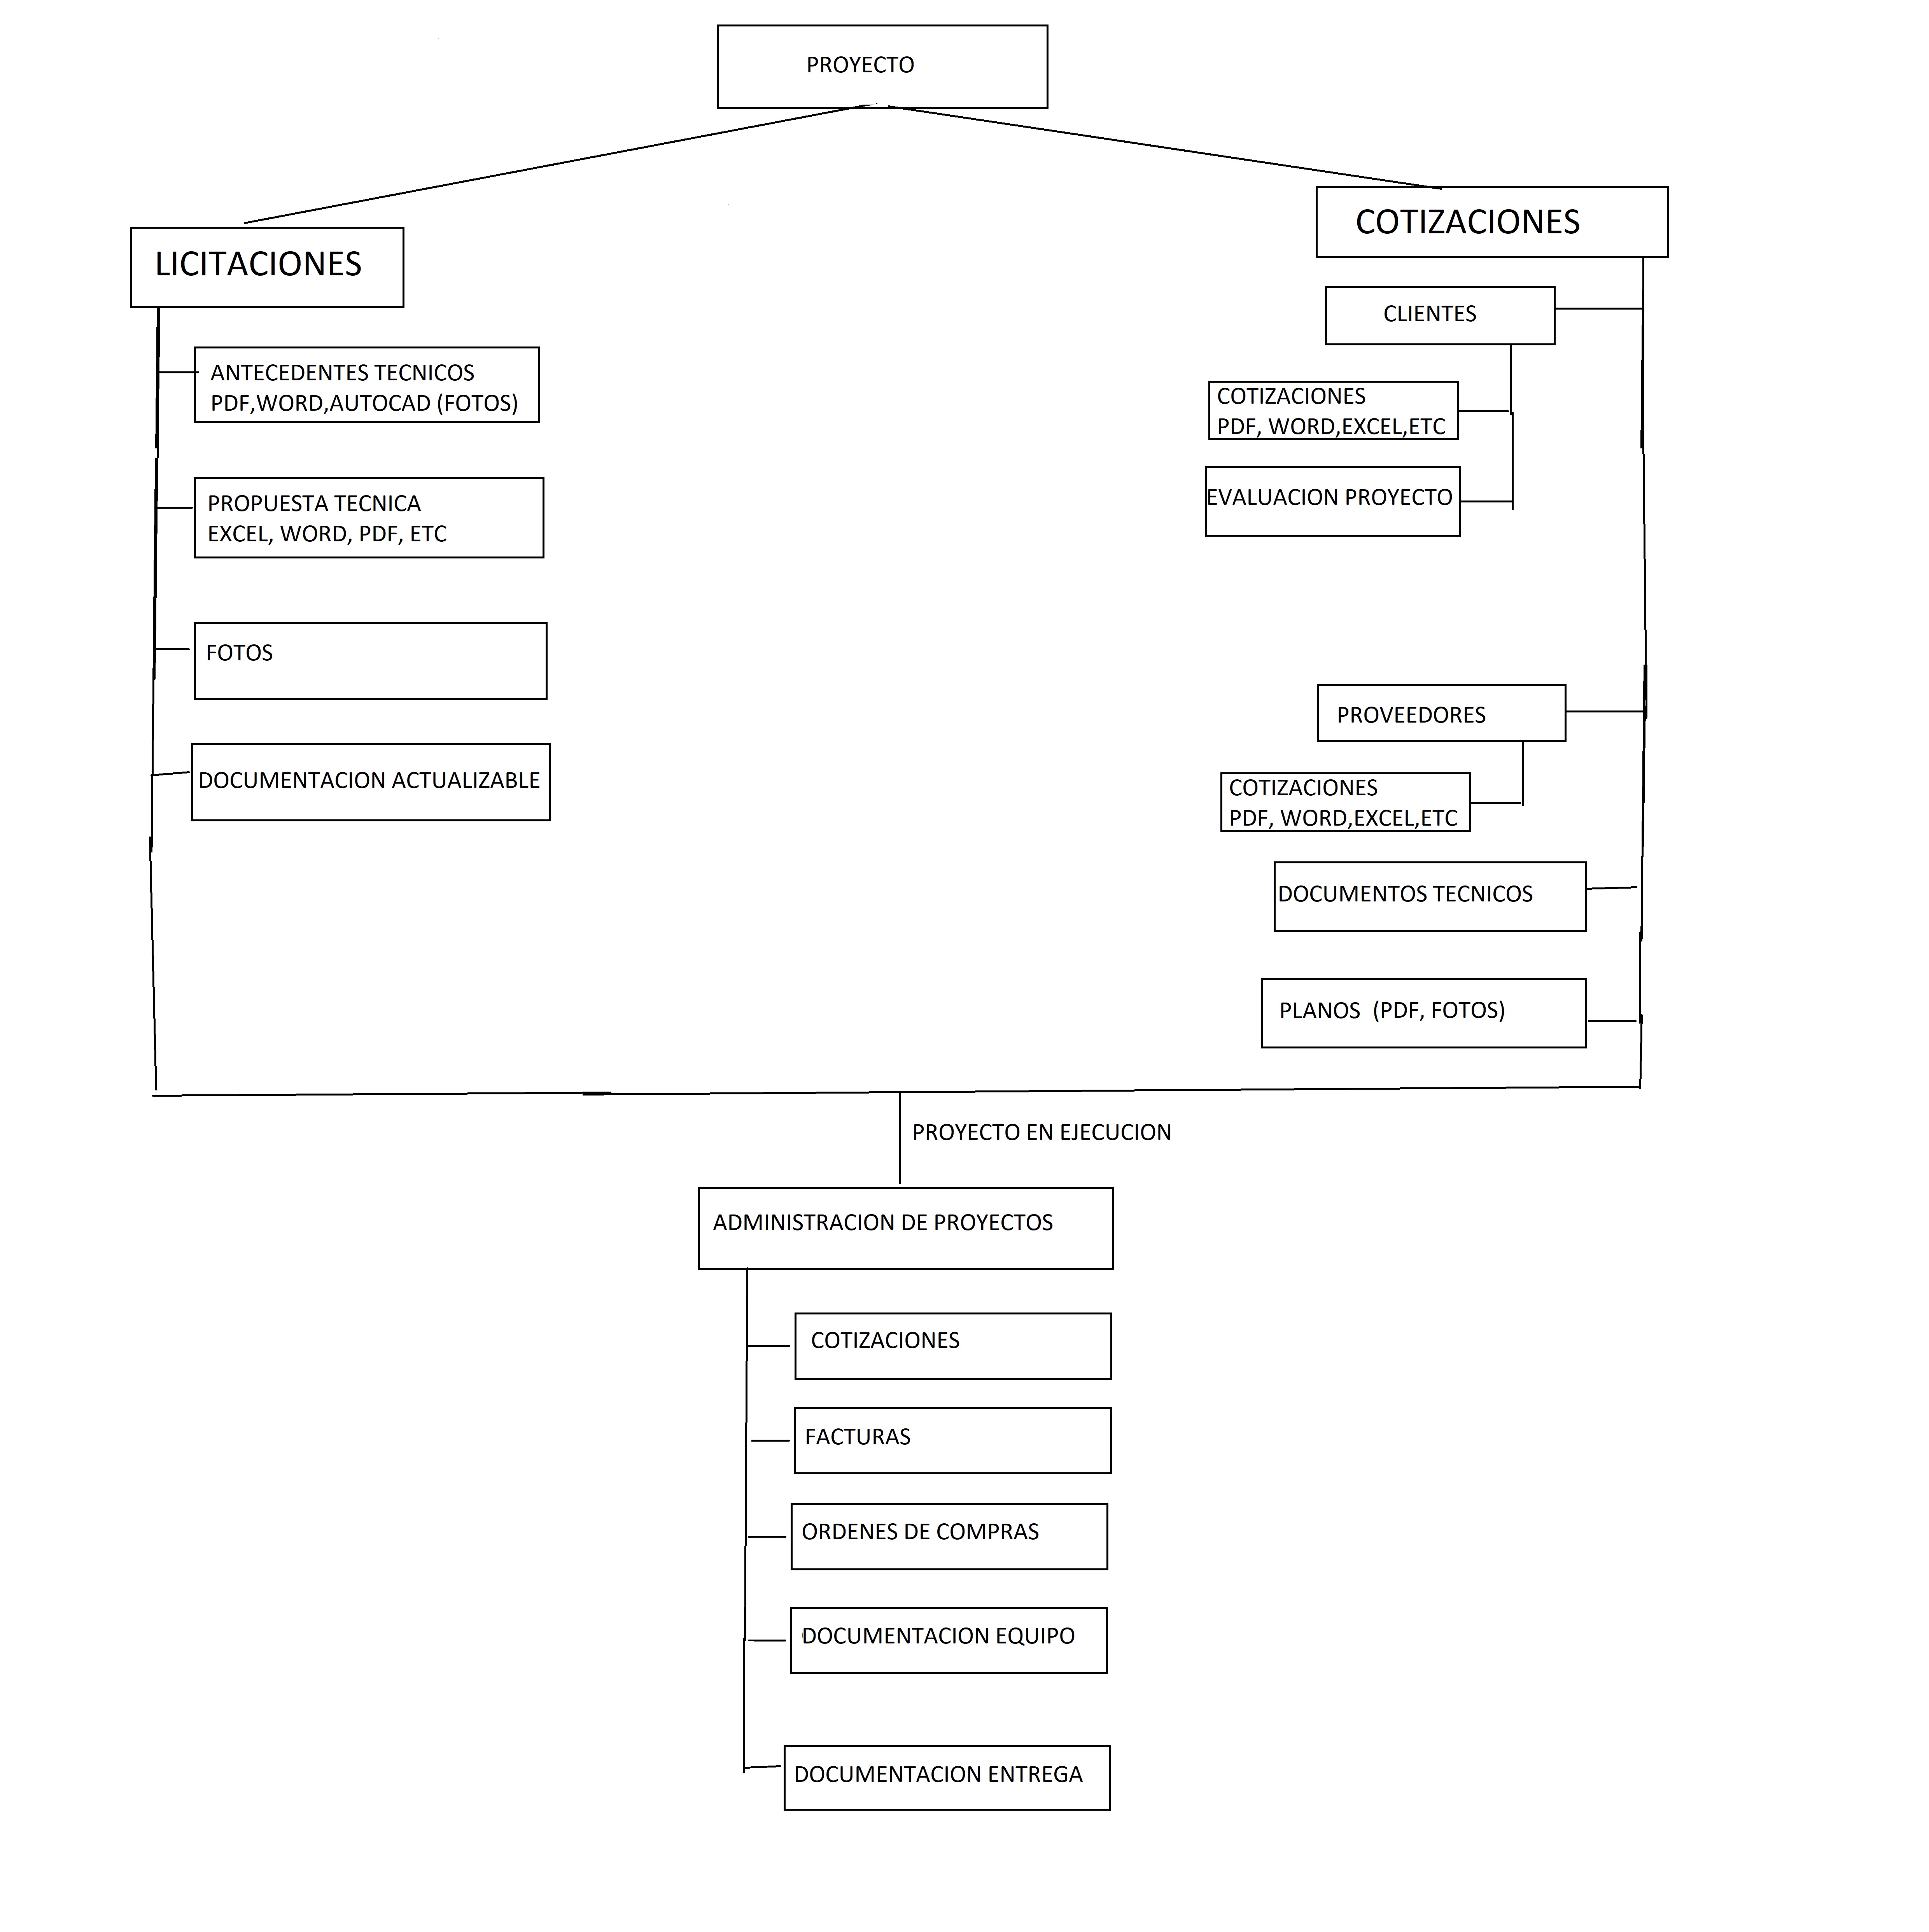 PROYECTO
LICITACIONES
ANTECEDENTES TECNICOS
PDF,WORD,AUTOCAD (FOTOS)
PROPUESTA TECNICA
EXCEL, WORD, PDF, ETC
FOTOS
DOCUMENTACION ACTUALIZABLE
COTIZACIONES
CLIENTES
COTIZACIONES
PDF, WORD,EXCEL,ETC
EVALUACION PROYECTO
PROVEEDORES
COTIZACIONES
PDF, WORD,EXCEL,ETC
DOCUMENTOS TECNICOS
PLANOS (PDF, FOTOS)
PROYECTO EN EJECUCION
ADMINISTRACION DE PROYECTOS
COTIZACIONES
FACTURAS
ORDENES DE COMPRAS
DOCUMENTACION EQUIPO
DOCUMENTACION ENTREGA